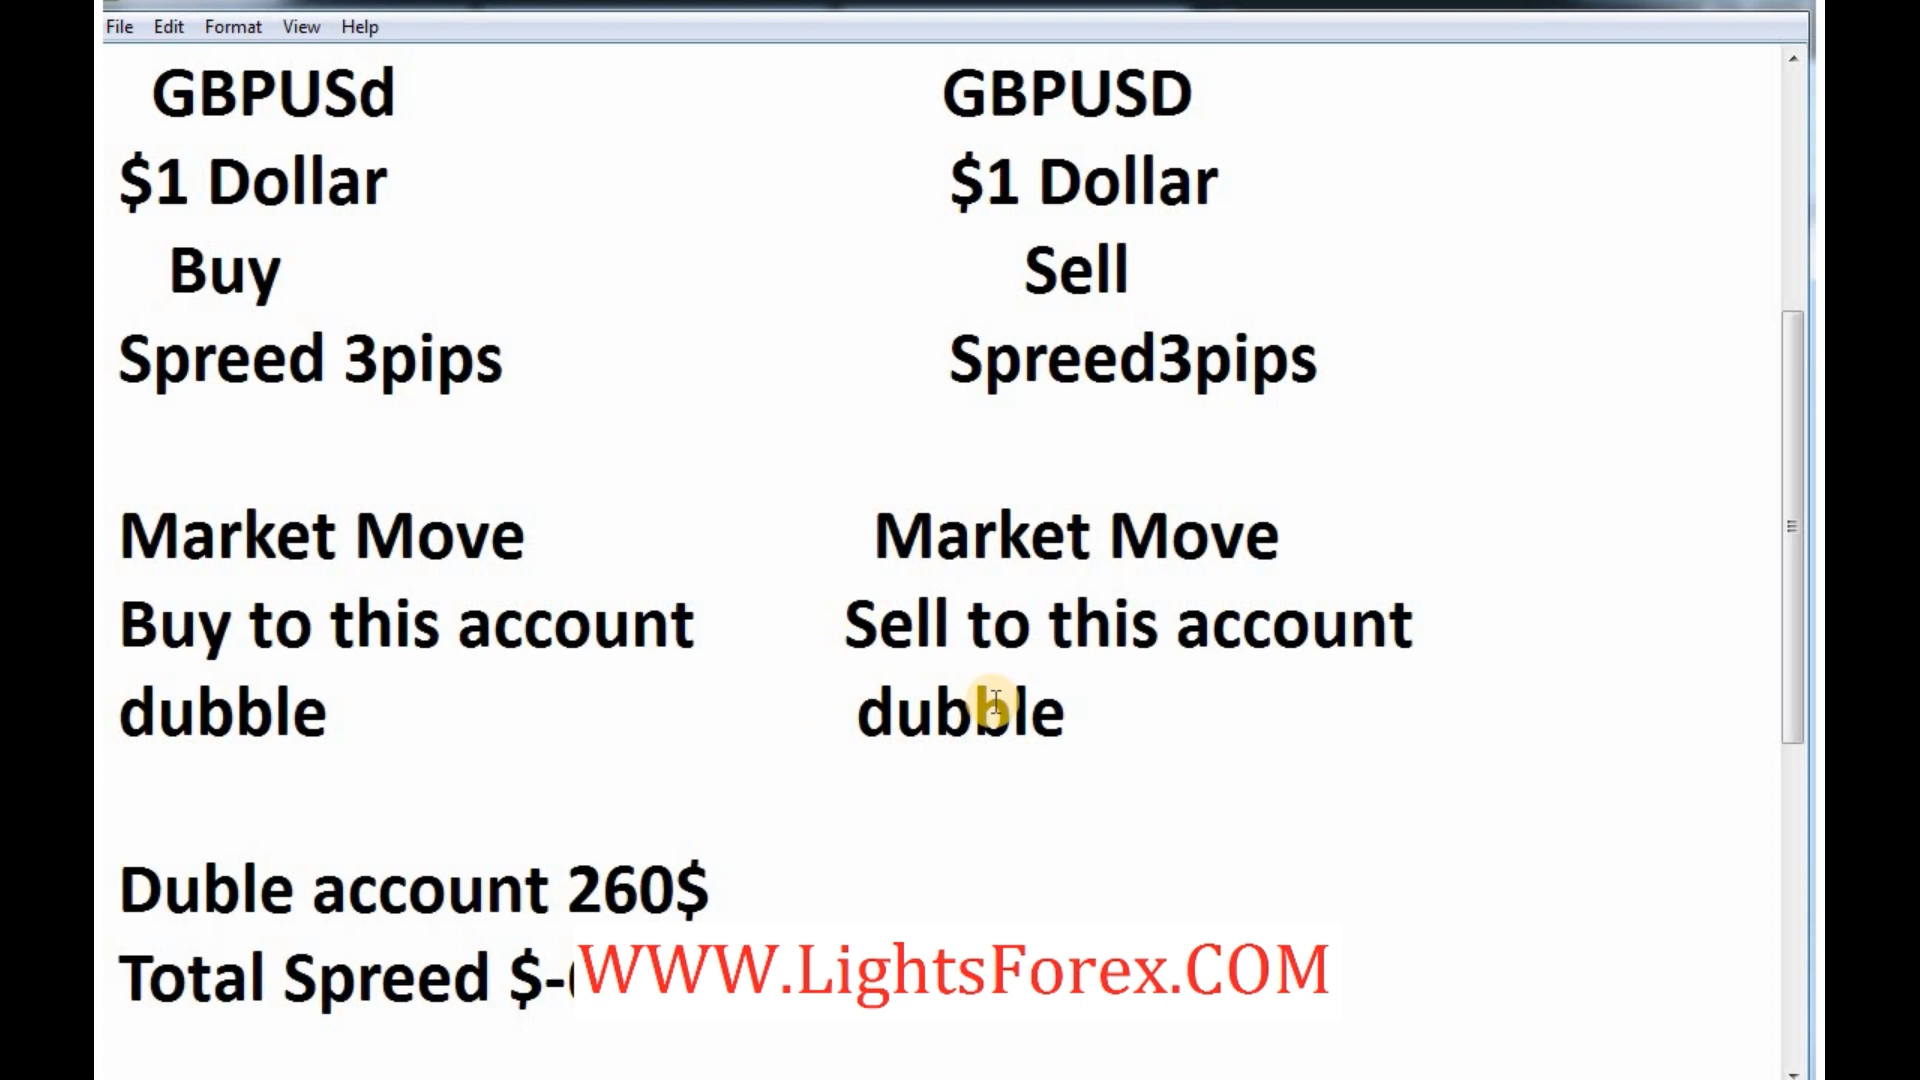 File Edit Format View Help
GBPUSd GBPUSD
$1 Dollar $1 Dollar
Buy Sell
Spreed 3pips Spreed3pips
Market Move Market Move
Buy to this account Sell to this account
dubble dubble
Duble account 260$
Total Spreed $-
WWW.LightsForex.COM